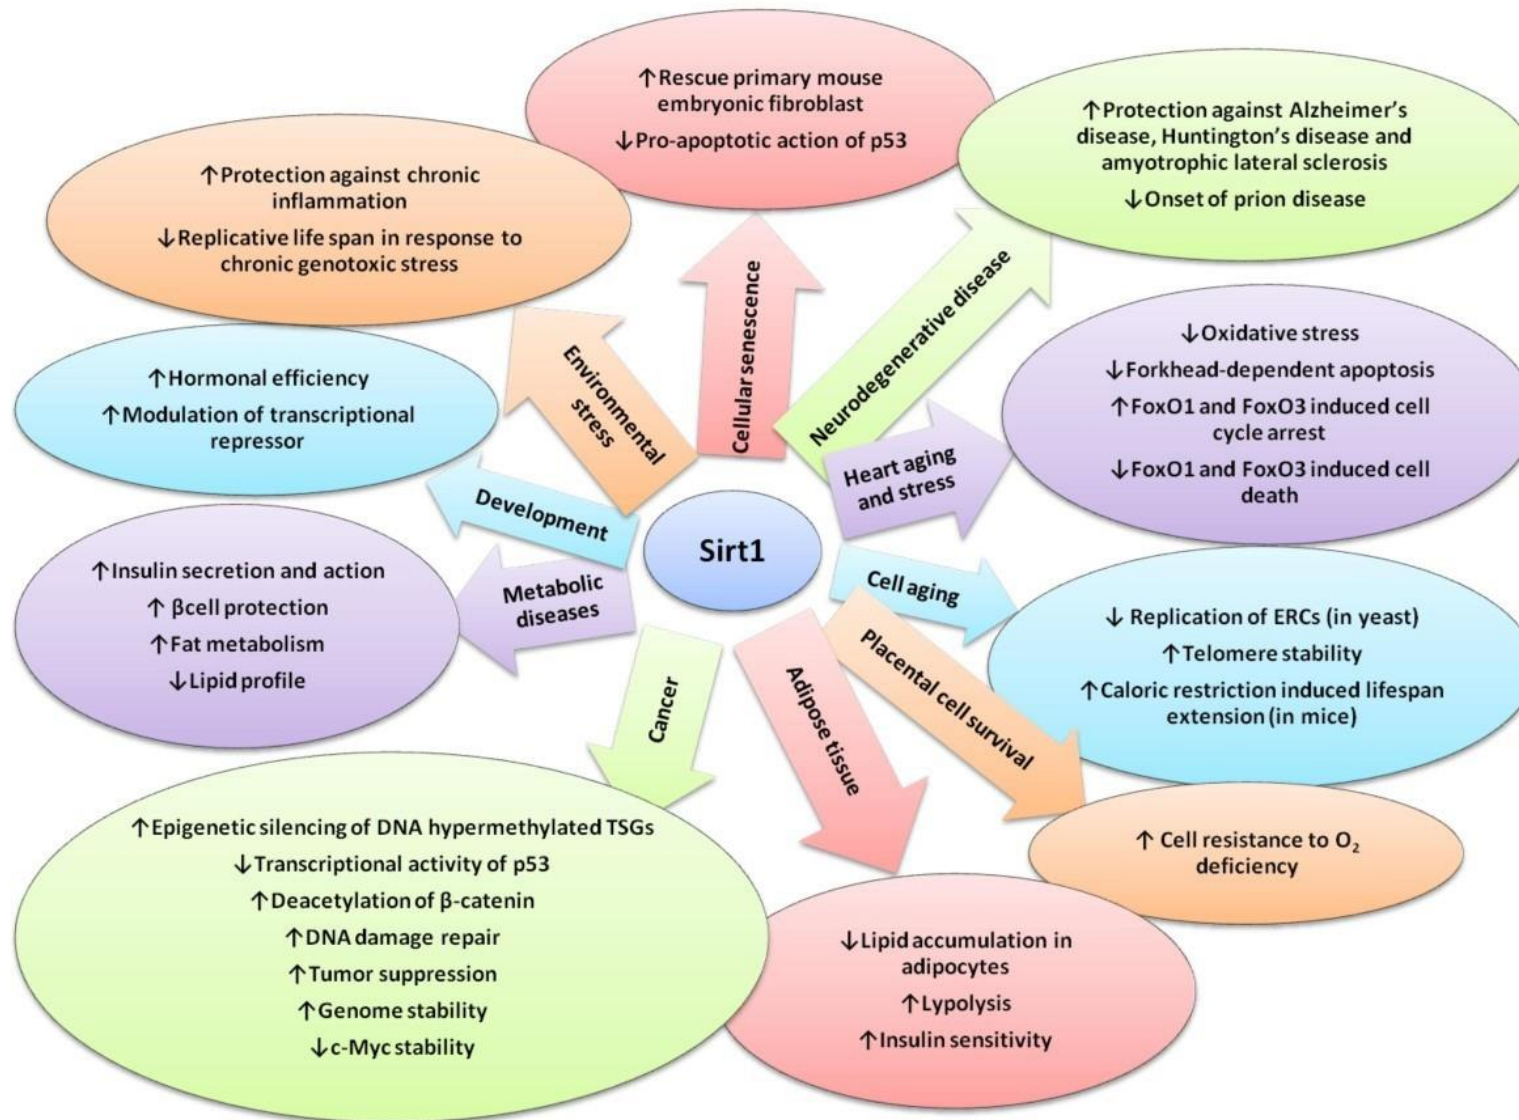 ↑Rescue primary mouse
embryonic fibroblast
↓Pro-apoptotic action of p53
↑Protection against Alzheimer's
disease, Huntington's disease and
amyotrophic lateral sclerosis
↓Onset of prion disease
↑Protection against chronic
inflammation
↓Replicative life span in response to
chronic genotoxic stress
↓Oxidative stress
↓Forkhead-dependent apoptosis
↑FoxO1 and FoxO3 induced cell
cycle arrest
↓FoxO1 and FoxO3 induced cell
death
↑Hormonal efficiency
↑Modulation of transcriptional
repressor
Environmental
stress
Cellular senescence
Neurodegenerative disease
Heart aging
and stress
Development
Sirt1
Cell aging
Metabolic
diseases
Cancer
Adipose tissue
Placental cell survival
↑Insulin secretion and action
↑ βcell protection
↑Fat metabolism
↓Lipid profile
↓ Replication of ERCs (in yeast)
↑Telomere stability
↑Caloric restriction induced lifespan
extension (in mice)
↑ Cell resistance to O₂
deficiency
↑Epigenetic silencing of DNA hypermethylated TSGs
↓Transcriptional activity of p53
↑Deacetylation of β-catenin
↑DNA damage repair
↑Tumor suppression
↑Genome stability
↓c-Myc stability
↓Lipid accumulation in
adipocytes
↑Lypolysis
↑Insulin sensitivity